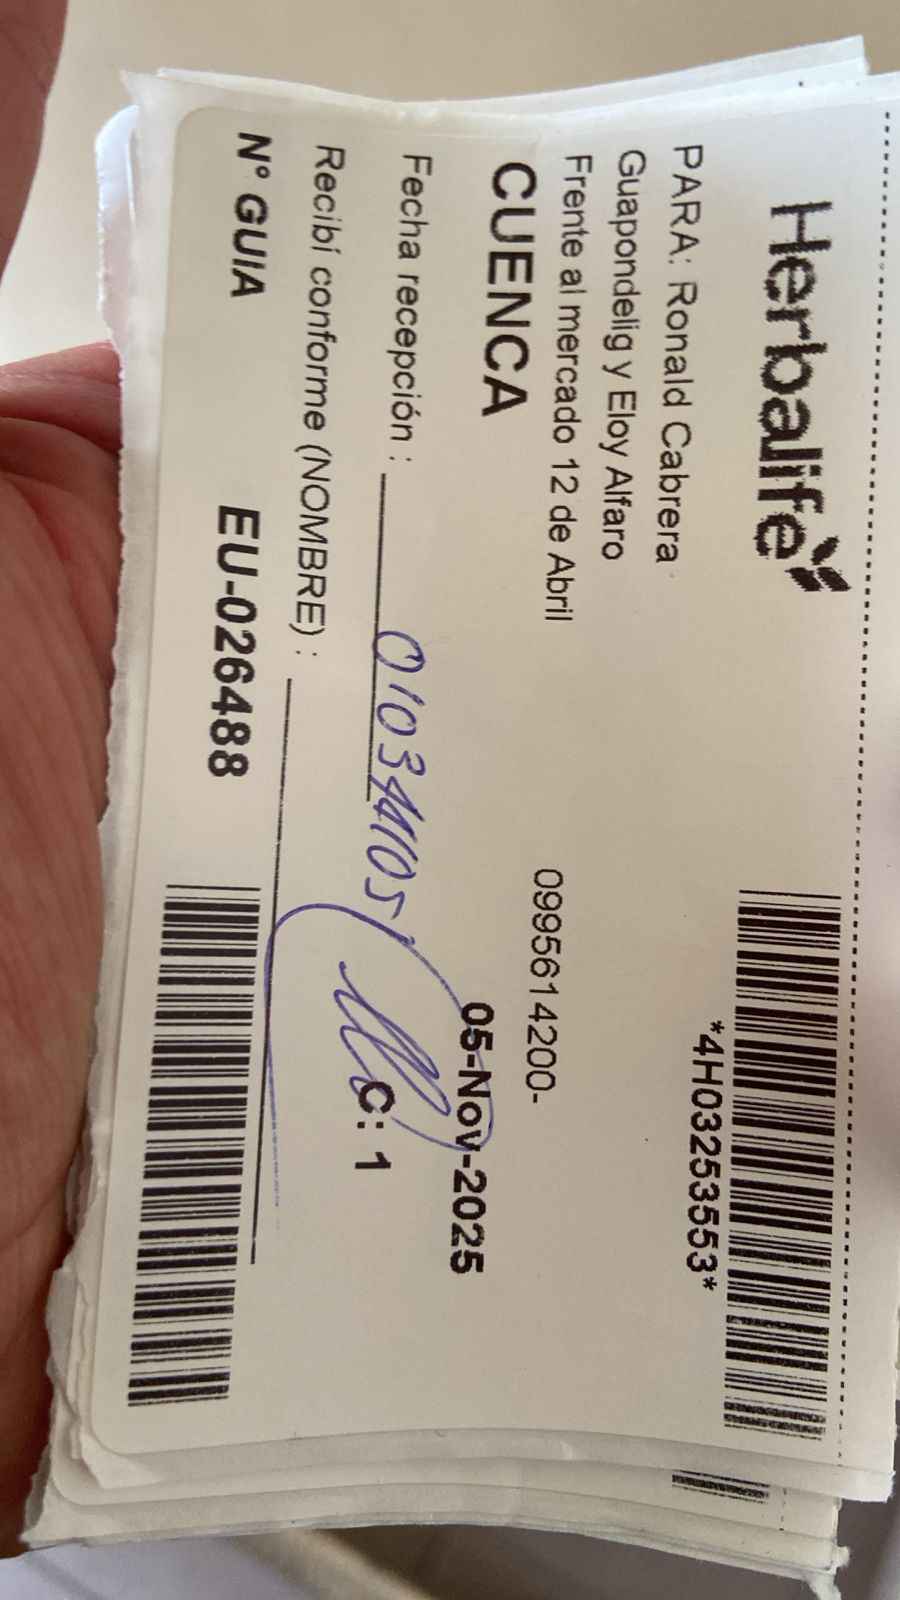 Herbalife
*4H03253553*
PARA: Ronald Cabrera
Guapondelig y Eloy Alfaro
Frente al mercado 12 de Abril
0995614200-
CUENCA
05-Nov-2025
Fecha recepción :
C: 1
Recibí conforme (NOMBRE) :
Nº GUIA
EU-026488